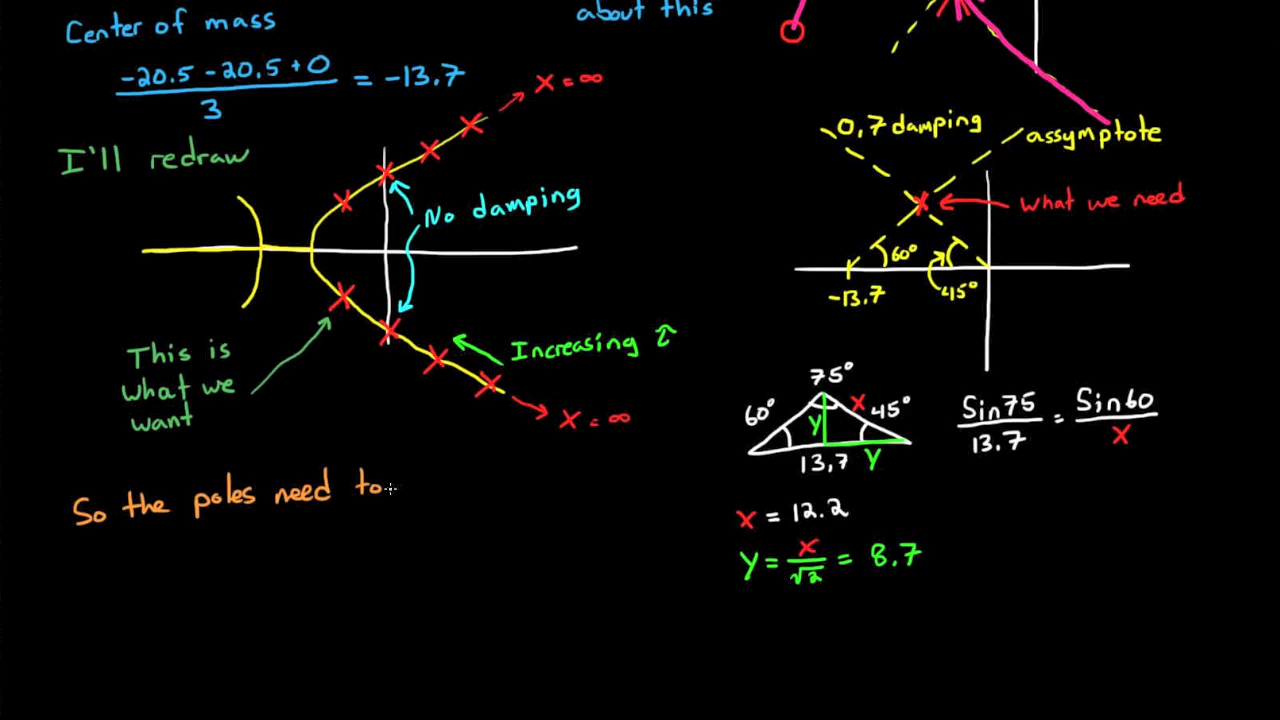 Center of mass
-20.5 - 20.5 + 0
3
= -13.7
I'll redraw
x = ∞
No damping
Increasing
x = ∞
This is
what we
want
So the poles need to
about this
0.7 damping
assymptote
what we need
60°
45°
-13.7
75°
60°
x
45°
y
13.7
y
Sin75
13.7
=
Sin60
x
x = 12.2
y = x/√2 = 8.7